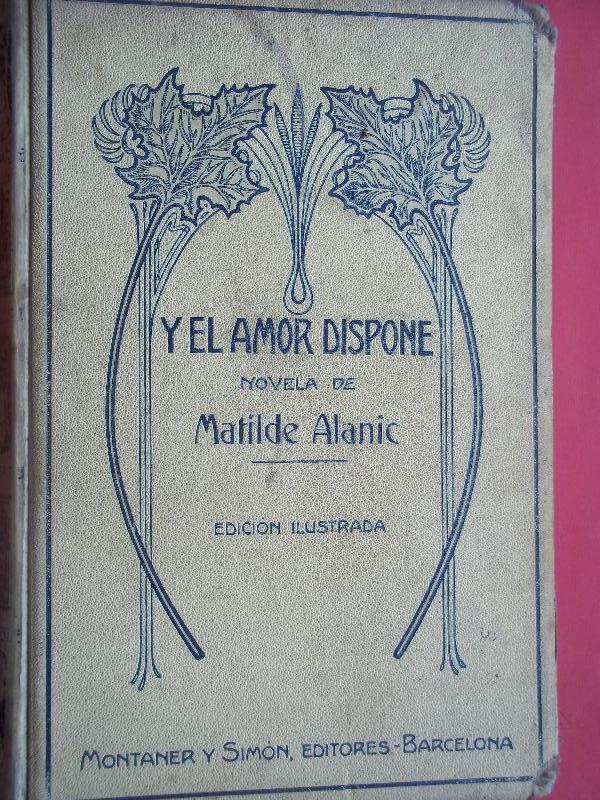 Y EL AMOR DISPONE
NOVELA DE
Matilde Alanic
EDICIÓN ILUSTRADA
MONTANER Y SIMÓN, EDITORES.-BARCELONA